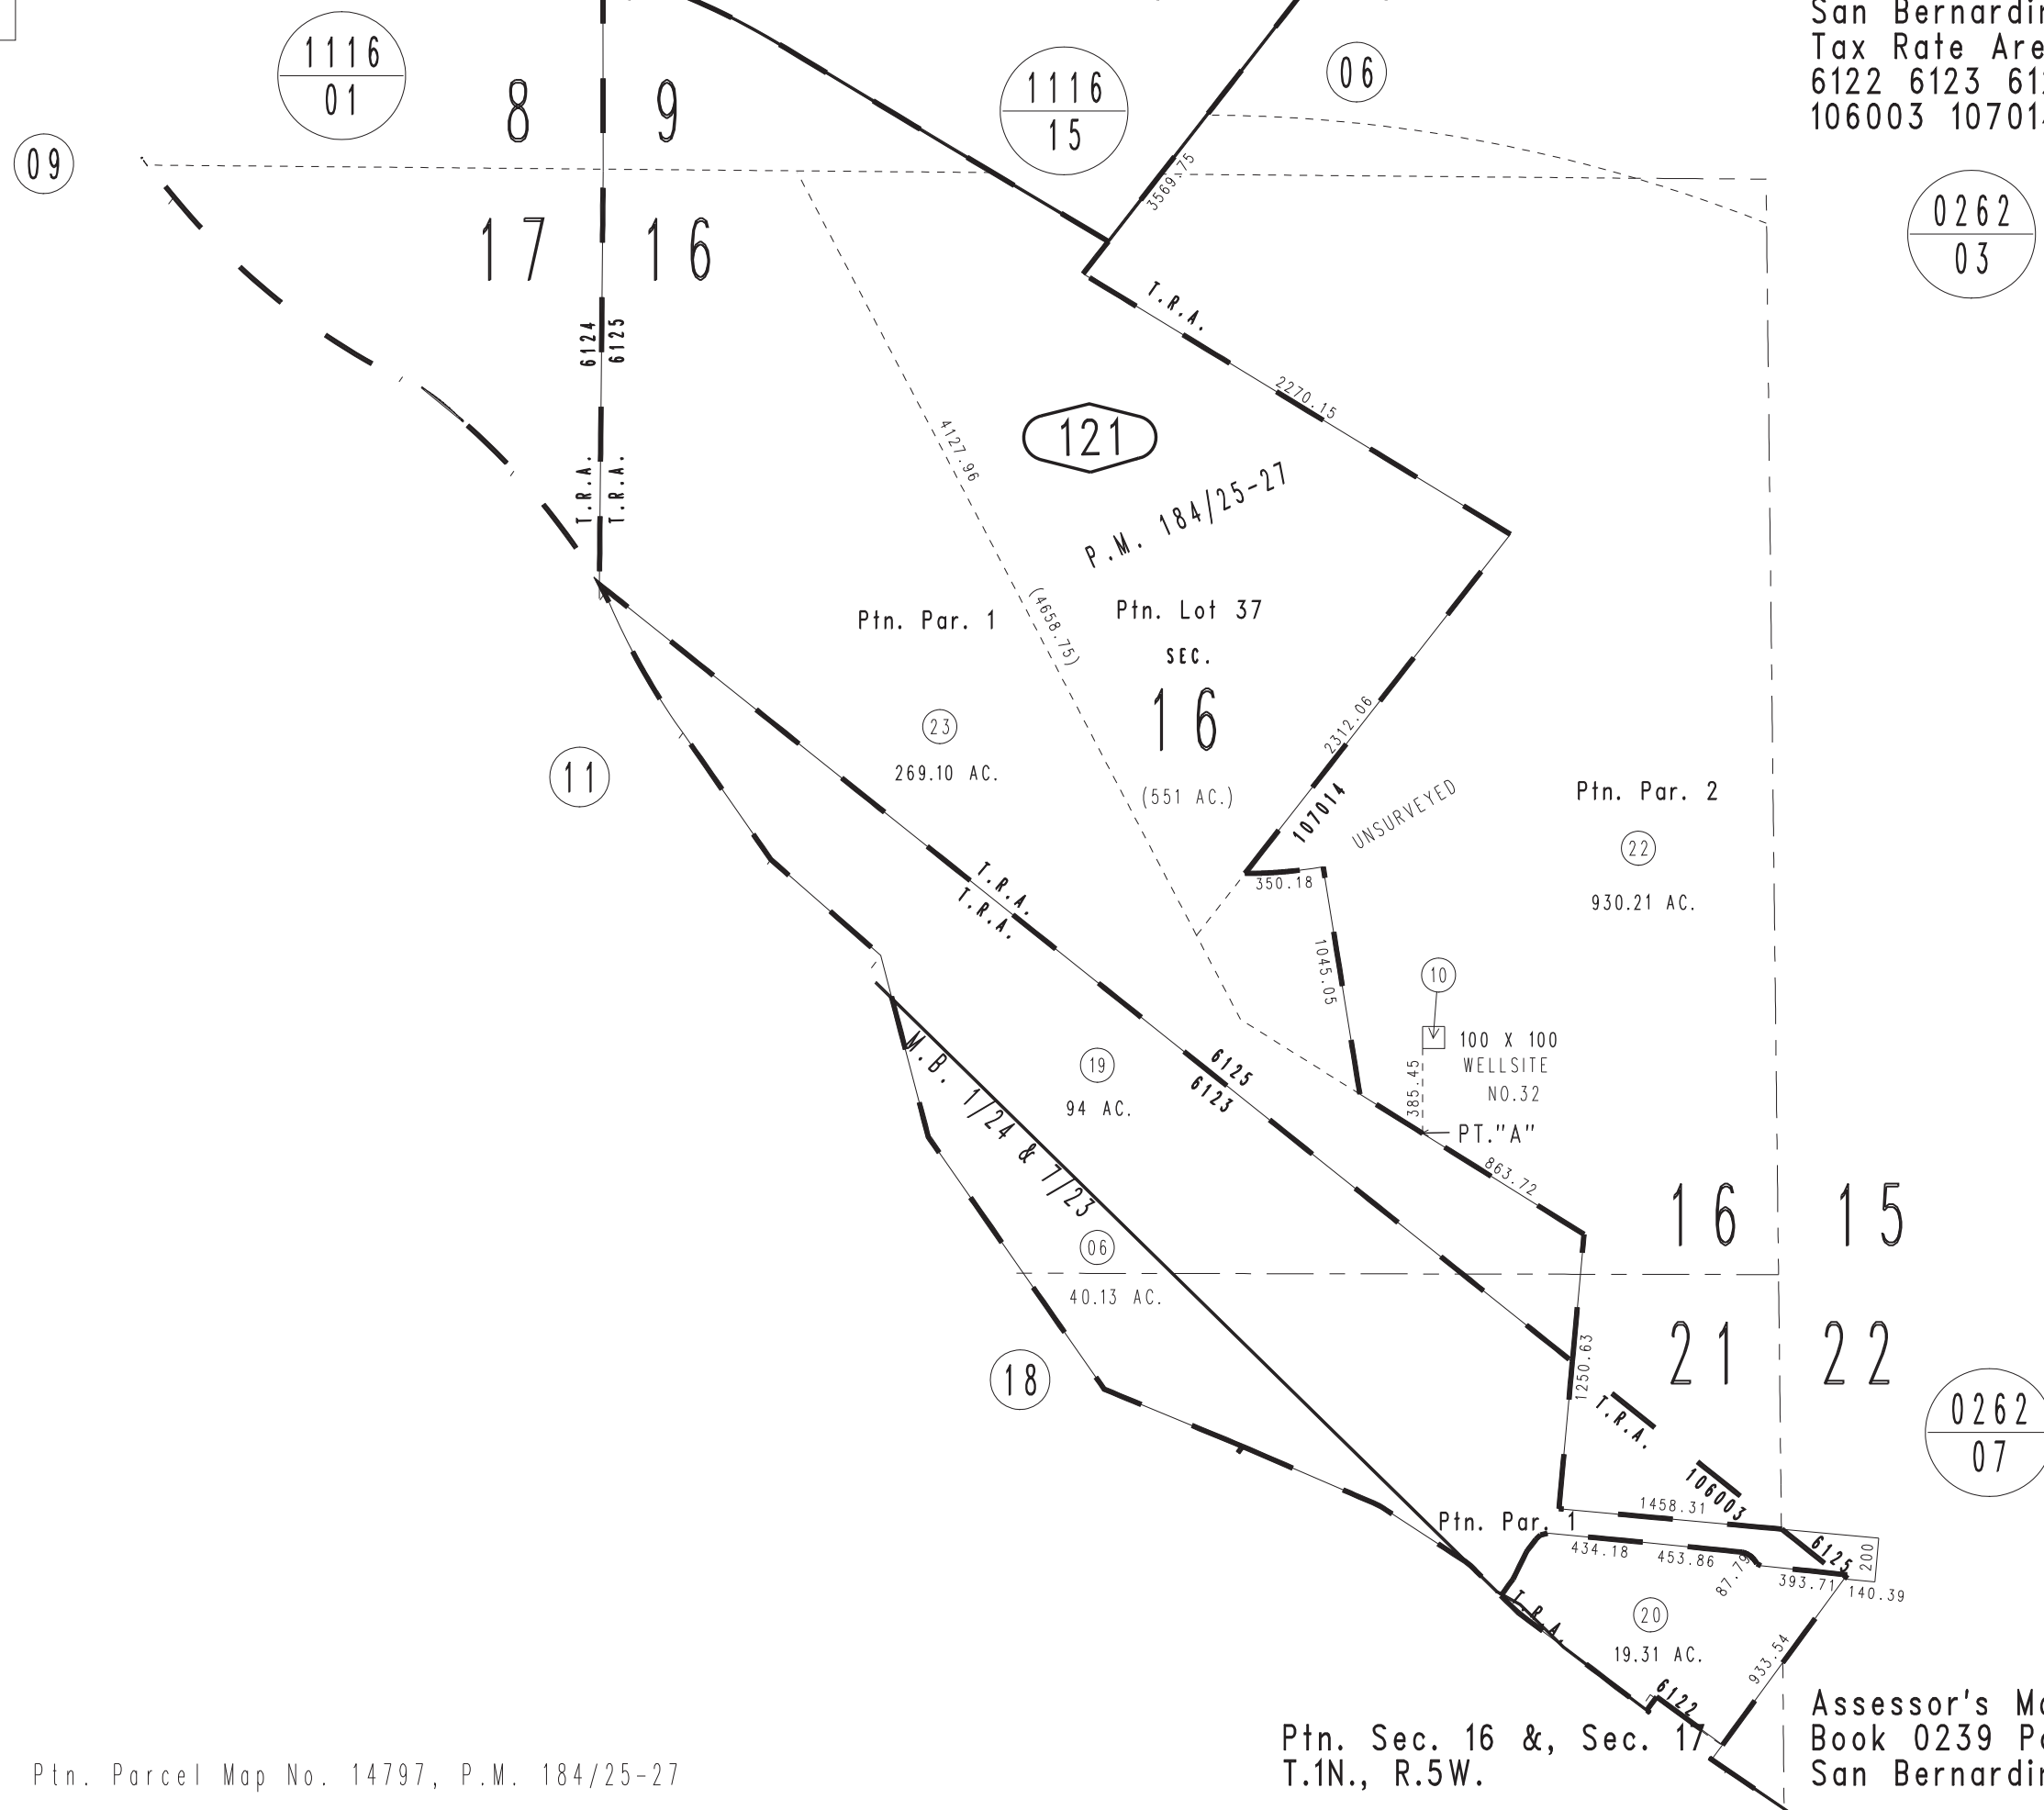 San Bernardin
Tax Rate Are
6122 6123 61
106003 10701
1116
01
8
9
1116
15
06
09
0262
03
17
16
3569.75
T.R.A.
6124
6125
2270.15
121
4127.96
T.R.A.
T.R.A.
P.M. 184/25-27
Ptn. Par. 1
(4658.75)
Ptn. Lot 37
SEC.
16
(551 AC.)
23
269.10 AC.
2312.06
107014
UNSURVEYED
11
Ptn. Par. 2
22
930.21 AC.
350.18
T.R.A.
T.R.A.
1045.05
10
100 X 100
WELLSITE
NO.32
385.45
PT."A"
863.72
6125
6123
19
94 AC.
M.B. 1/24 & 7/23
06
40.13 AC.
16
15
21
22
18
1250.63
T.R.A.
0262
07
106003
1458.31
Ptn. Par. 1
434.18
453.86
87.79
6125
200
393.71
140.39
T.R.A.
20
19.31 AC.
933.54
6122
Ptn. Sec. 16 &, Sec. 17
T.1N., R.5W.
Assessor's Ma
Book 0239 Pa
San Bernardin
Ptn. Parcel Map No. 14797, P.M. 184/25-27